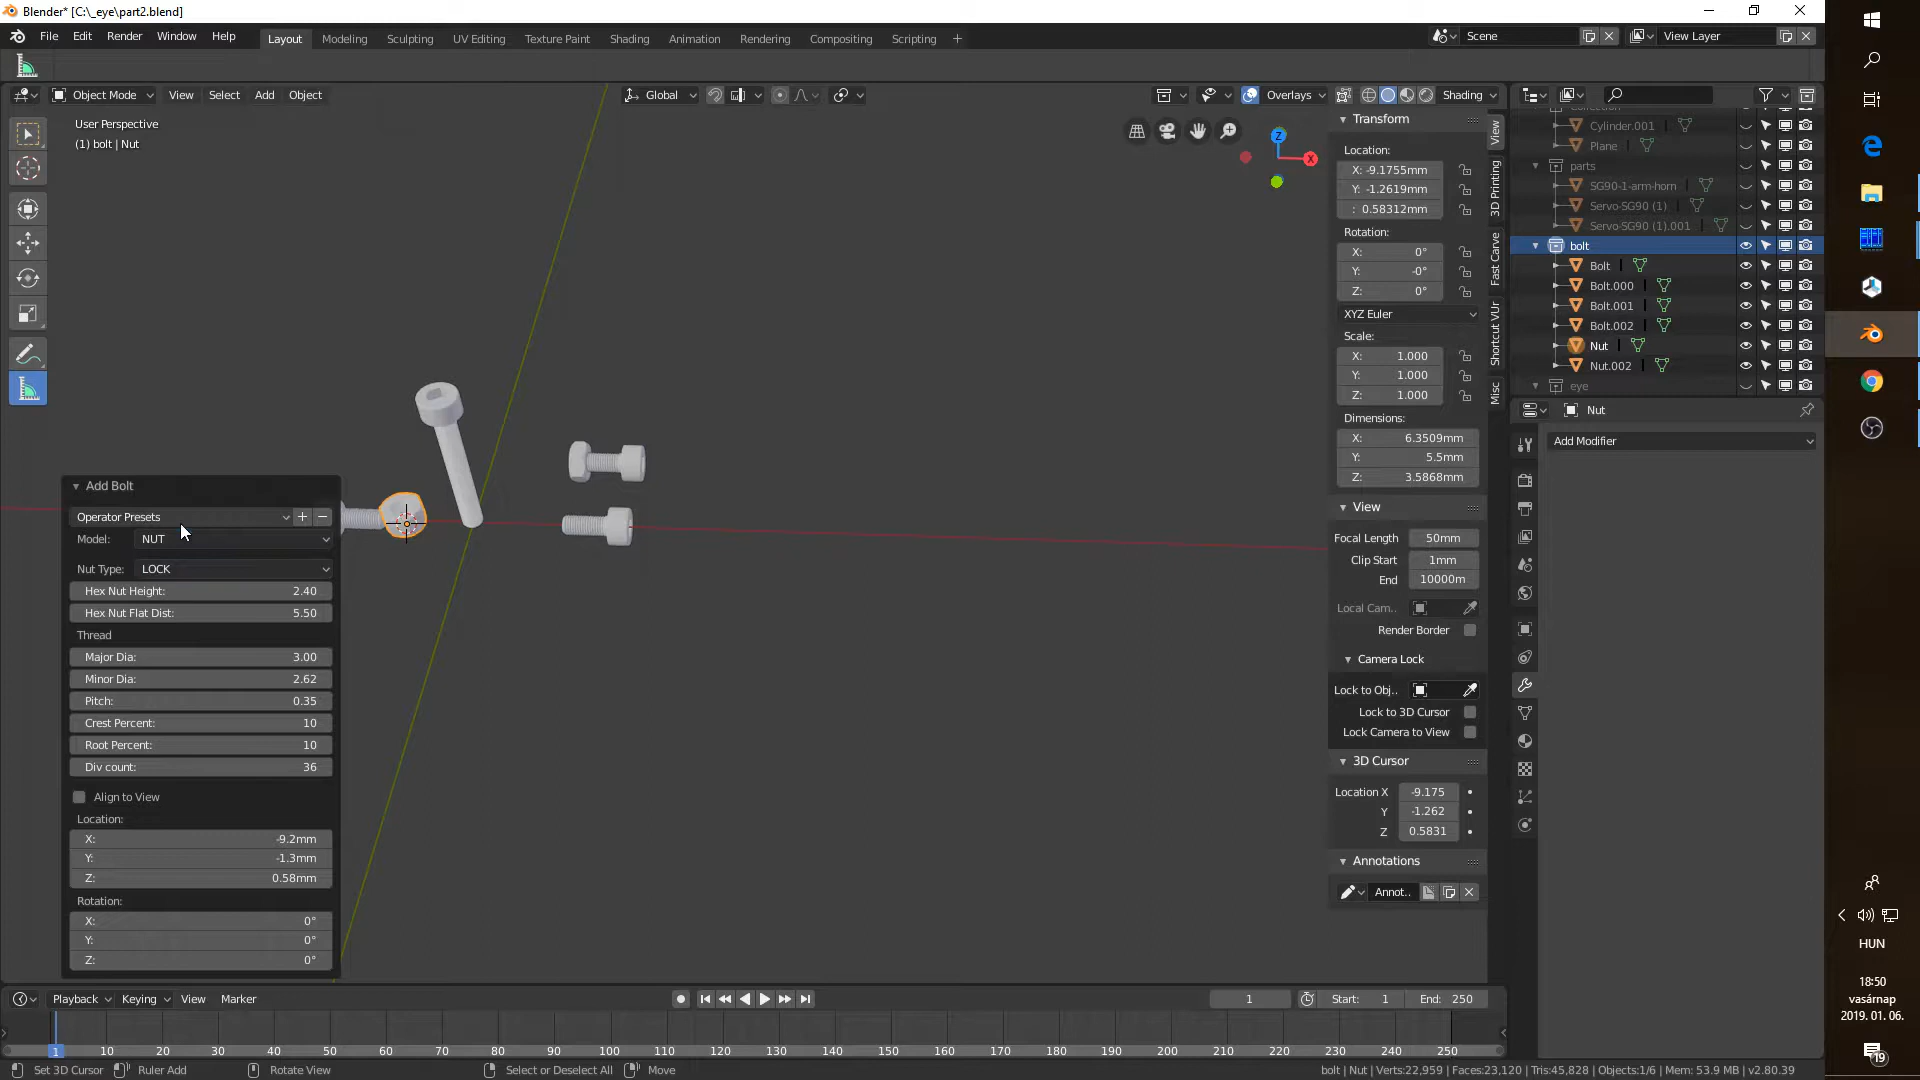 Blender* [C:\_eye\part2.blend]
File Edit Render Window Help
Layout Modeling Sculpting UV Editing Texture Paint Shading Animation Rendering Compositing Scripting +
Scene
View Layer
Object Mode View Select Add Object
Global
Overlays
Shading
User Perspective
(1) bolt | Nut
Z
X
Add Bolt
Operator Presets
Model: NUT
Nut Type: LOCK
Hex Nut Height: 2.40
Hex Nut Flat Dist: 5.50
Thread
Major Dia: 3.00
Minor Dia: 2.62
Pitch: 0.35
Crest Percent: 10
Root Percent: 10
Div count: 36
Align to View
Location:
X: -9.2mm
Y: -1.3mm
Z: 0.58mm
Rotation:
X: 0°
Y: 0°
Z: 0°
Transform
Location:
X: -9.1755mm
Y: -1.2619mm
: 0.58312mm
Rotation:
X: 0°
Y: -0°
Z: 0°
XYZ Euler
Scale:
X: 1.000
Y: 1.000
Z: 1.000
Dimensions:
X: 6.3509mm
Y: 5.5mm
Z: 3.5868mm
View
Focal Length 50mm
Clip Start 1mm
End 10000m
Local Cam..
Render Border
Camera Lock
Lock to Obj..
Lock to 3D Cursor
Lock Camera to View
3D Cursor
Location X -9.175
Y -1.262
Z 0.5831
Annotations
Annot..
View
3D Printing
Fast Carve
Shortcut VUr
Misc
Cylinder.001
Plane
parts
SG90-1-arm-horn
Servo-SG90 (1)
Servo-SG90 (1).001
bolt
Bolt
Bolt.000
Bolt.001
Bolt.002
Nut
Nut.002
eye
Nut
Add Modifier
Playback Keying View Marker
1
Start: 1 End: 250
1 10 20 30 40 50 60 70 80 90 100 110 120 130 140 150 160 170 180 190 200 210 220 230 240 250
Set 3D Cursor Ruler Add Rotate View Select or Deselect All Move
bolt | Nut | Verts:22,959 | Faces:23,120 | Tris:45,828 | Objects:1/6 | Mem: 53.9 MB | v2.80.39
HUN
18:50
vasárnap
2019. 01. 06.
19